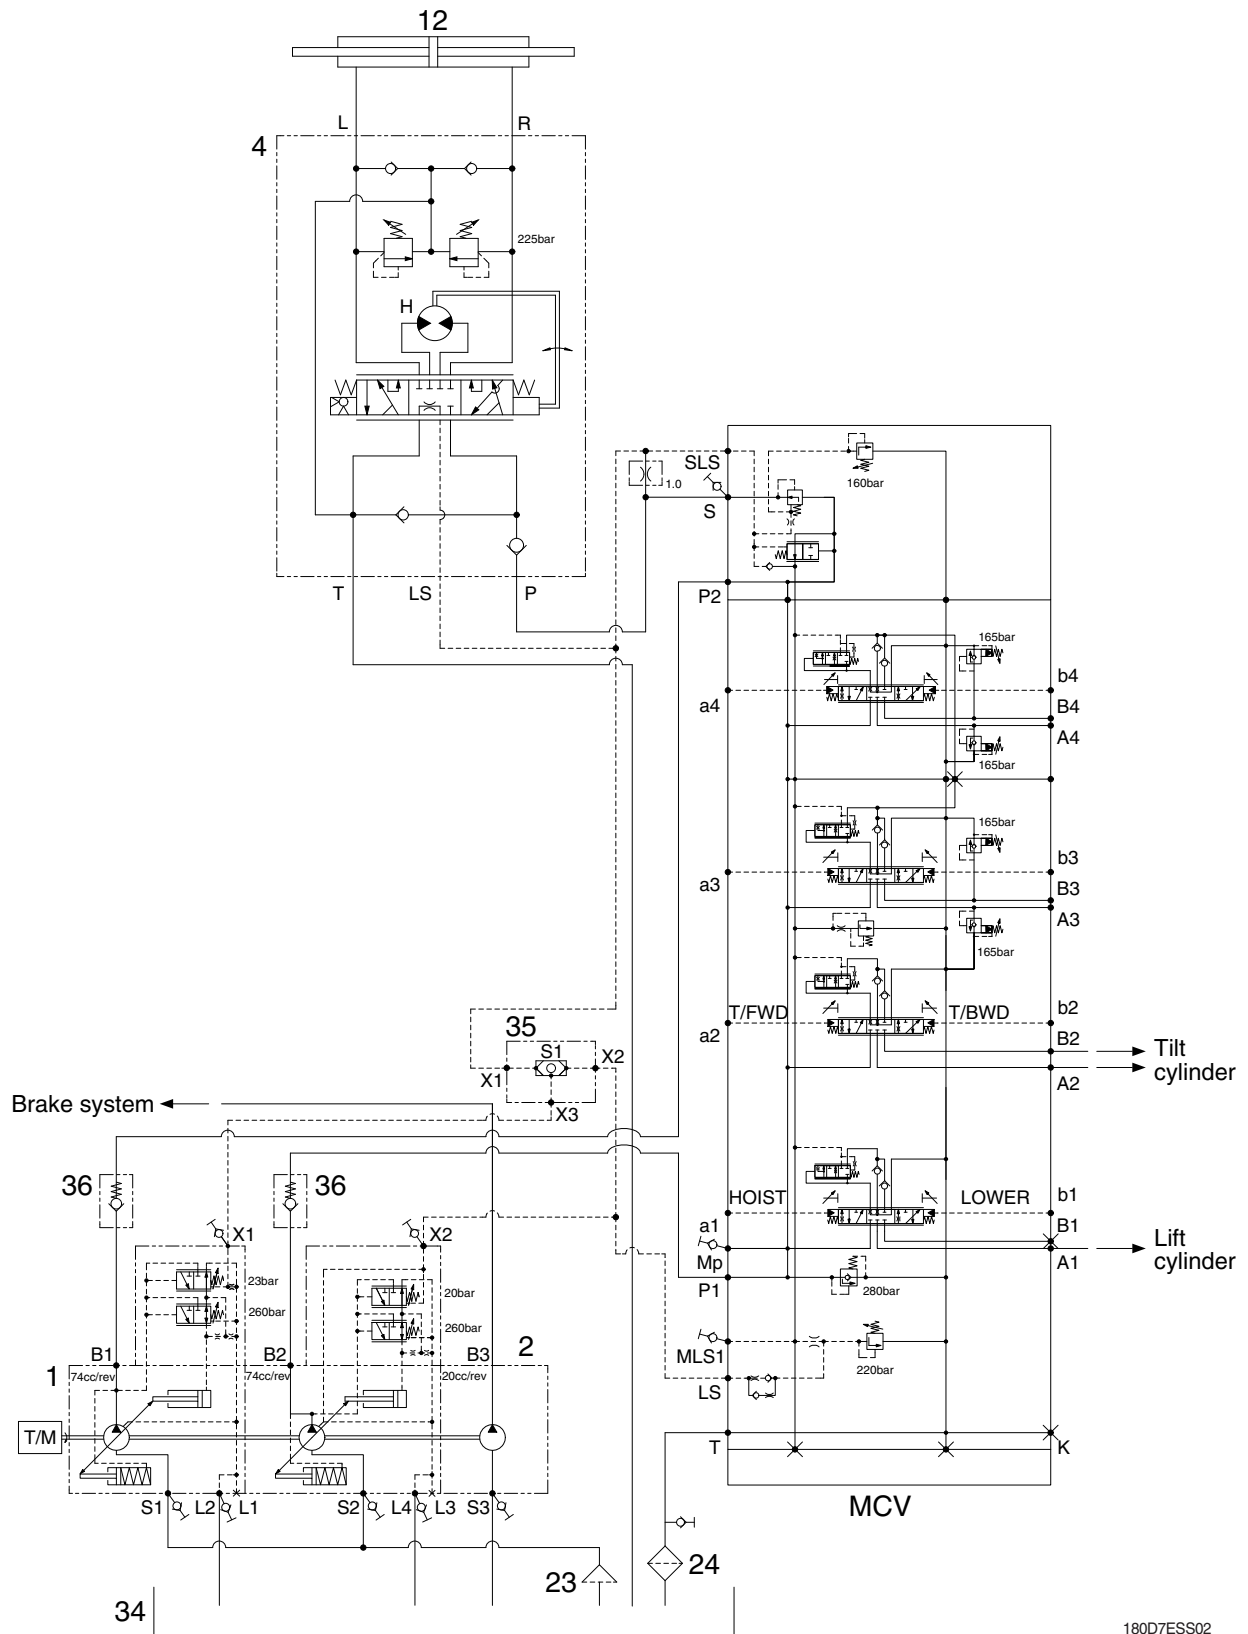 12
L
R
4
225bar
H
SLS
160bar
1.0
S
T
LS
P
P2
165bar
b4
a4
B4
A4
165bar
165bar
b3
a3
B3
A3
165bar
T/FWD
T/BWD
b2
a2
B2
A2
Tilt
cylinder
35
S1
X2
X1
X3
Brake system
36
36
HOIST
LOWER
b1
a1
B1
A1
Lift
cylinder
X1
X2
Mp
P1
280bar
23bar
260bar
20bar
260bar
MLS1
220bar
LS
1
B1
74cc/rev
B2
74cc/rev
B3
20cc/rev
2
T/M
T
K
S1
L2
L1
S2
L4
L3
S3
MCV
23
24
34
180D7ESS02